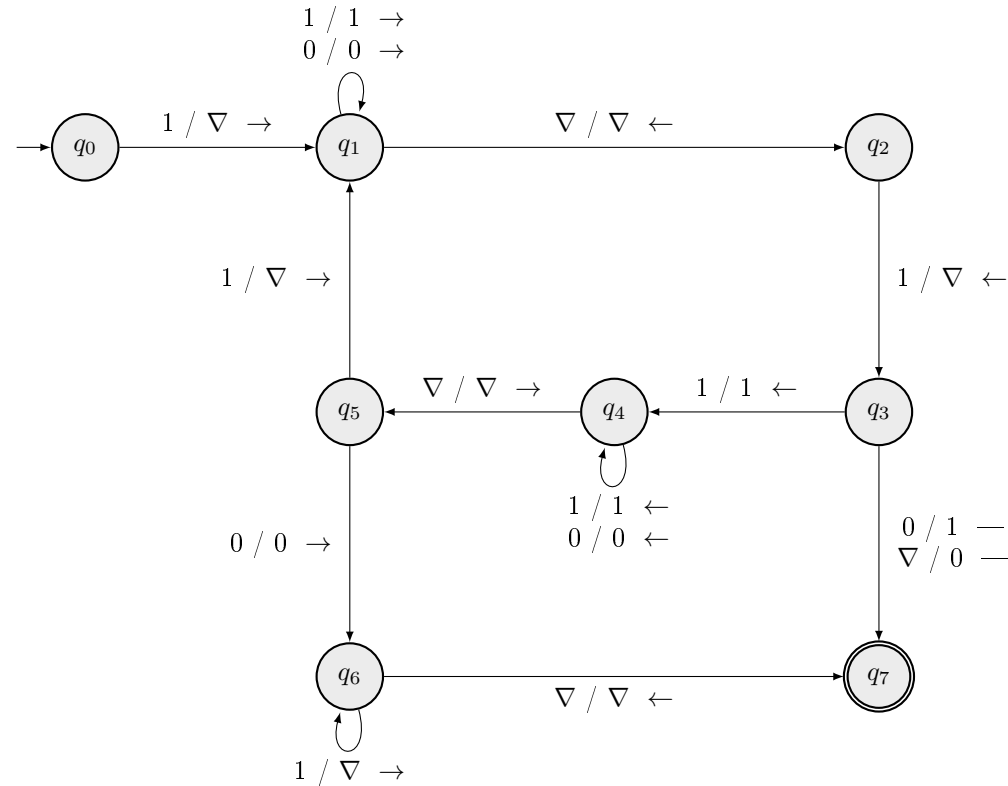 1 / 1 →
0 / 0 →
1 / ∇ →
∇ / ∇ ←
q0
q1
q2
1 / ∇ →
1 / ∇ ←
∇ / ∇ →
1 / 1 ←
q5
q4
q3
1 / 1 ←
0 / 0 ←
0 / 0 →
0 / 1 —
∇ / 0 —
q6
q7
∇ / ∇ ←
1 / ∇ →